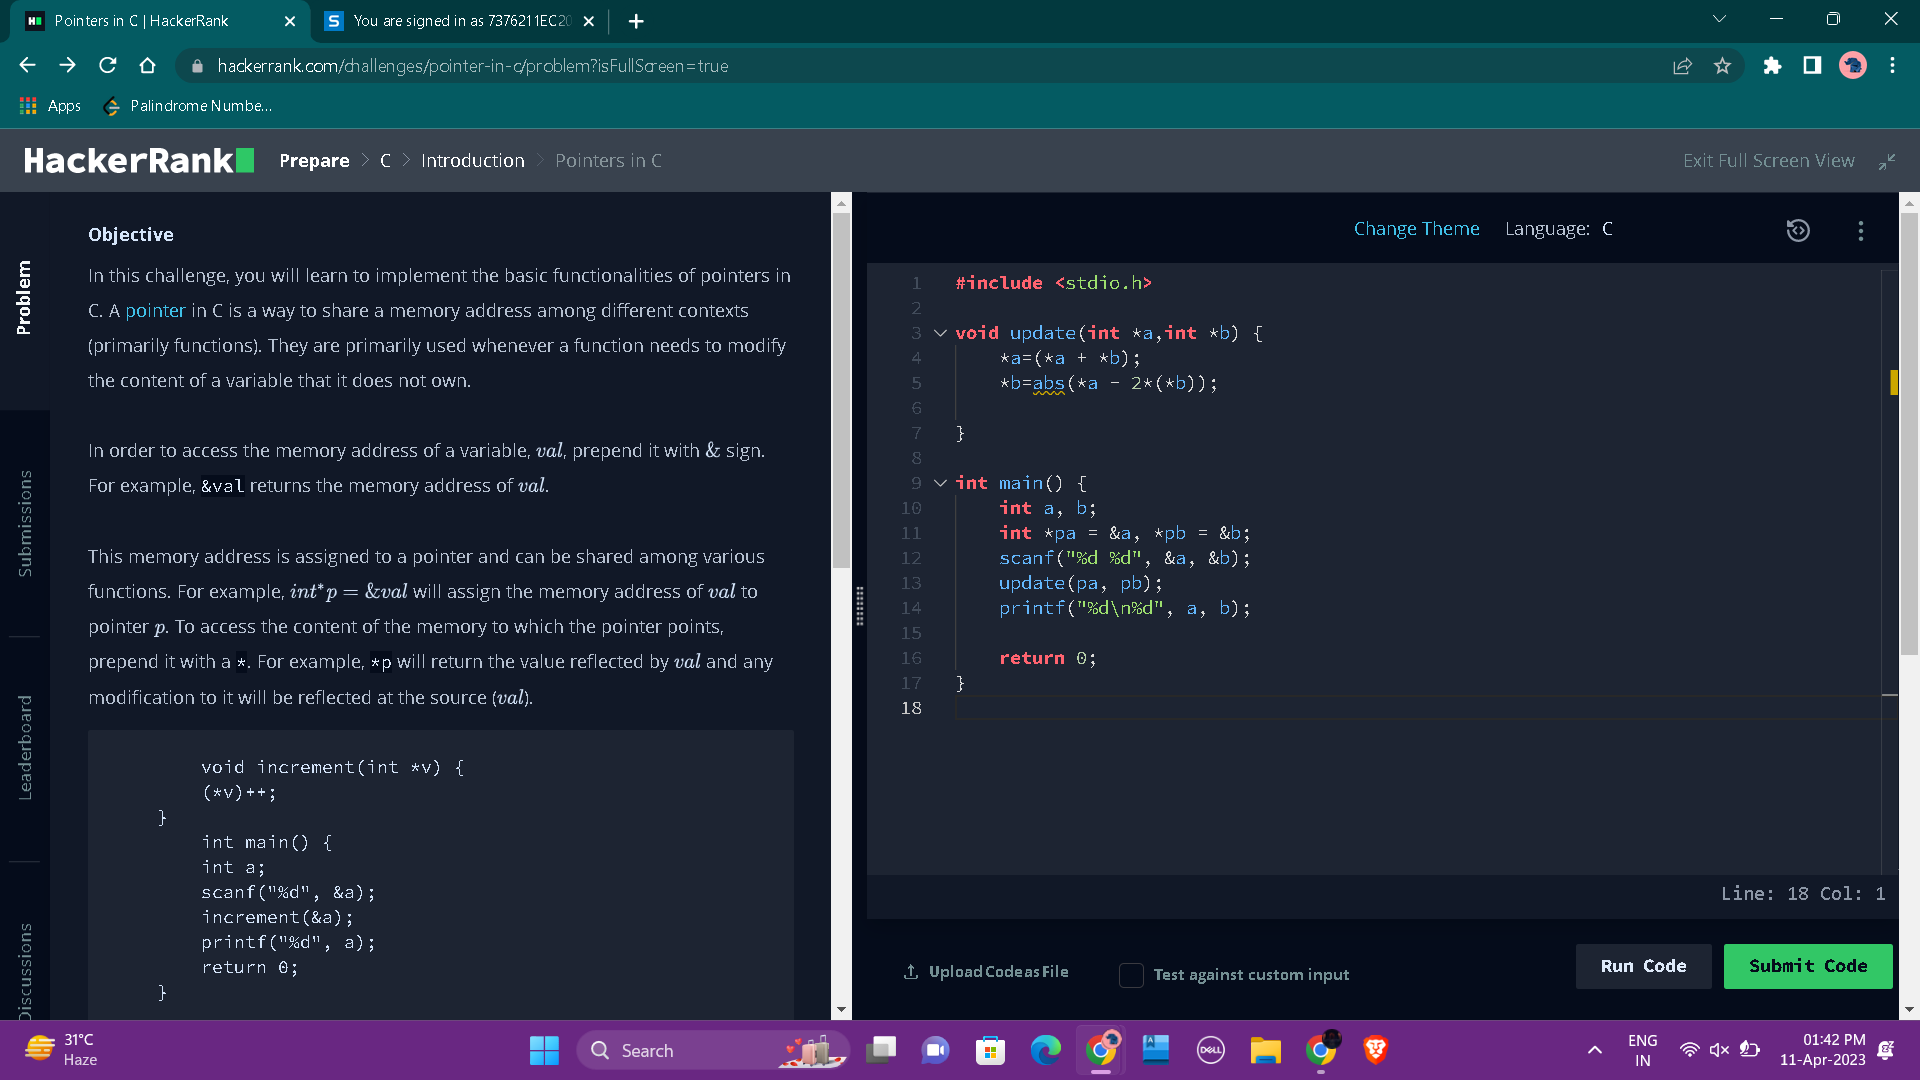 Pointers in C | HackerRank
You are signed in as 7376211EC20
hackerrank.com/challenges/pointer-in-c/problem?isFullScreen=true
Apps
Palindrome Numbe...
HackerRank
Prepare > C > Introduction > Pointers in C
Exit Full Screen View
Problem
Submissions
Leaderboard
Discussions
Objective
In this challenge, you will learn to implement the basic functionalities of pointers in
C. A pointer in C is a way to share a memory address among different contexts
(primarily functions). They are primarily used whenever a function needs to modify
the content of a variable that it does not own.
In order to access the memory address of a variable, val, prepend it with & sign.
For example, &val returns the memory address of val.
This memory address is assigned to a pointer and can be shared among various
functions. For example, int*p = &val will assign the memory address of val to
pointer p. To access the content of the memory to which the pointer points,
prepend it with a *. For example, *p will return the value reflected by val and any
modification to it will be reflected at the source (val).
void increment(int *v) {
(*v)++;
}
int main() {
int a;
scanf("%d", &a);
increment(&a);
printf("%d", a);
return 0;
}
Change Theme
Language: C
1 #include <stdio.h>
2
3 void update(int *a,int *b) {
4 *a=(*a + *b);
5 *b=abs(*a - 2*(*b));
6
7 }
8
9 int main() {
10 int a, b;
11 int *pa = &a, *pb = &b;
12 scanf("%d %d", &a, &b);
13 update(pa, pb);
14 printf("%d\n%d", a, b);
15
16 return 0;
17 }
18
Line: 18 Col: 1
Upload Code as File
Test against custom input
Run Code
Submit Code
31°C
Haze
Search
DELL
ENG
IN
01:42 PM
11-Apr-2023